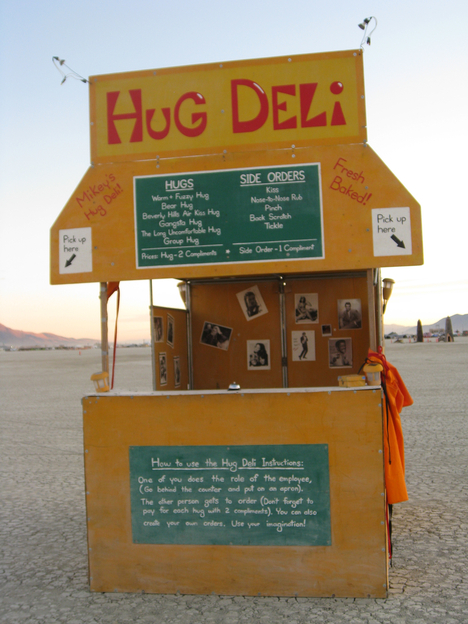 Hug Deli
Mikey's
Hug Deli!
Fresh
Baked!
Pick up
here
HUGS
Warm + Fuzzy Hug
Bear Hug
Beverly Hills Air Kiss Hug
Gangsta Hug
The Long Uncomfortable Hug
Group Hug
Prices Hug - 2 Compliments
SIDE ORDERS
Kiss
Nose-to-Nose Rub
Pinch
Back Scratch
Tickle
Side Order - 1 Compliment
Pick up
here
How to use the Hug Deli Instructions:
One of you does the role of the employee,
(Go behind the counter and put on an apron).
The other person gets to order (Don't forget to
pay for each hug with 2 compliments). You can also
create your own orders. Use your imagination!